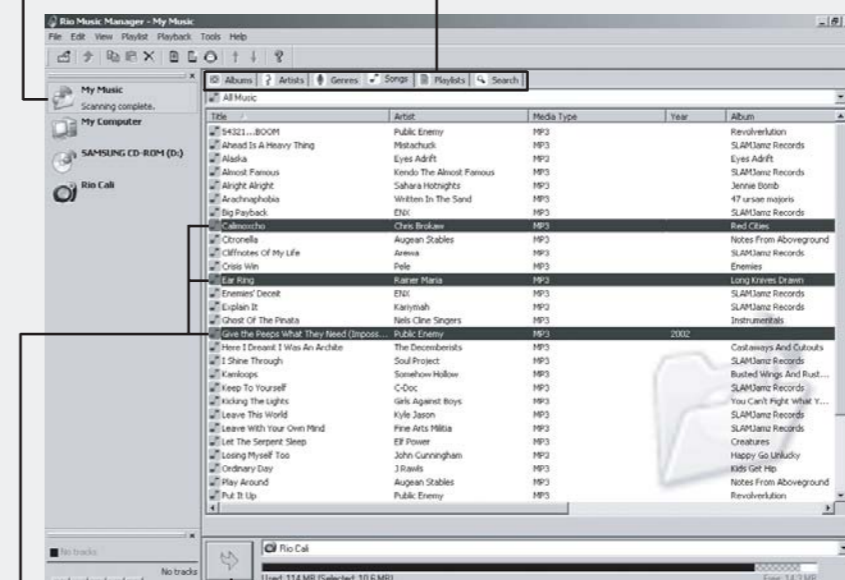 Rio Music Manager - My Music
File Edit View Playlist Playback Tools Help
My Music
Scanning complete.
My Computer
SAMSUNG CD-ROM (D:)
Rio Cali
Albums Artists Genres Songs Playlists Search
All Music
Title Artist Media Type Year Album
54321...BOOM Public Enemy MP3 Revolverlution
Ahead Is A Heavy Thing Mistachuck MP3 SLAMJamz Records
Alaska Eyes Adrift MP3 Eyes Adrift
Almost Famous Kendo The Almost Famous MP3 SLAMJamz Records
Alright Alright Sahara Hotnights MP3 Jennie Bomb
Arachnaphobia Written In The Sand MP3 47 ursae majoris
Big Payback ENX MP3 SLAMJamz Records
Calimoxcho Chris Brokaw MP3 Red Cities
Citronella Augean Stables MP3 Notes From Aboveground
Cliffnotes Of My Life Arewa MP3 SLAMJamz Records
Crisis Win Pele MP3 Enemies
Ear Ring Rainer Maria MP3 Long Knives Drawn
Enemies' Deceit ENX MP3 SLAMJamz Records
Explain It Kariymah MP3 SLAMJamz Records
Ghost Of The Pinata Nels Cline Singers MP3 Instrumentals
Give the Peeps What They Need (Imposs... Public Enemy MP3 2002
Here I Dreamt I Was An Archite The Decemberists MP3 Castaways And Cutouts
I Shine Through Soul Project MP3 SLAMJamz Records
Kamloops Somehow Hollow MP3 Busted Wings And Rust...
Keep To Yourself C-Doc MP3 SLAMJamz Records
Kicking The Lights Girls Against Boys MP3 You Can't Fight What Y...
Leave This World Kyle Jason MP3 SLAMJamz Records
Leave With Your Own Mind Fine Arts Militia MP3 SLAMJamz Records
Let The Serpent Sleep Elf Power MP3 Creatures
Losing Myself Too John Cunningham MP3 Happy Go Unlucky
Ordinary Day J Rawls MP3 Kids Get Hip
Play Around Augean Stables MP3 Notes From Aboveground
Put It Up Public Enemy MP3 Revolverlution
No tracks
No tracks
Rio Cali
Used: 114 MB (Selected: 10.6 MB) Free: 14.3 MB